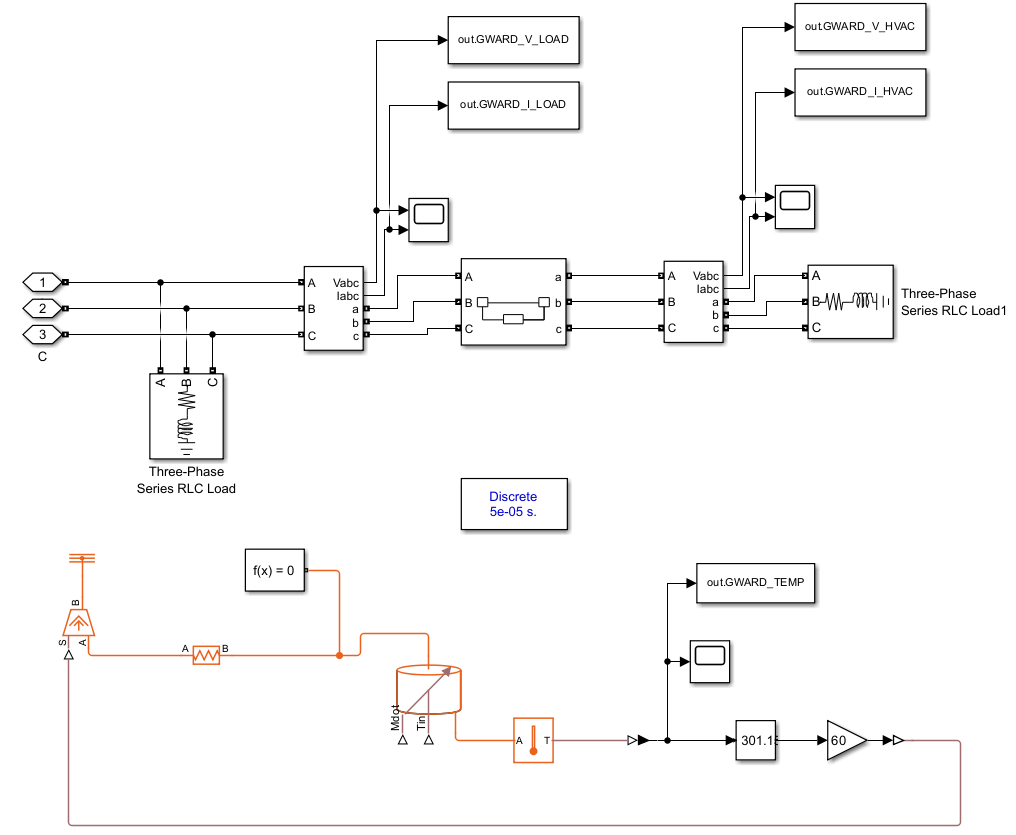 out.GWARD_V_LOAD
out.GWARD_V_HVAC
out.GWARD_I_LOAD
out.GWARD_I_HVAC
1
2
3
C
A
B
C
Vabc
Iabc
a
b
c
A
B
C
a
b
c
A
B
C
Vabc
Iabc
a
b
c
A
B
C
Three-Phase
Series RLC Load1
A
B
C
Three-Phase
Series RLC Load
Discrete
5e-05 s.
f(x) = 0
out.GWARD_TEMP
B
S
A
A
B
Mdot
Tin
A
T
301.15
60